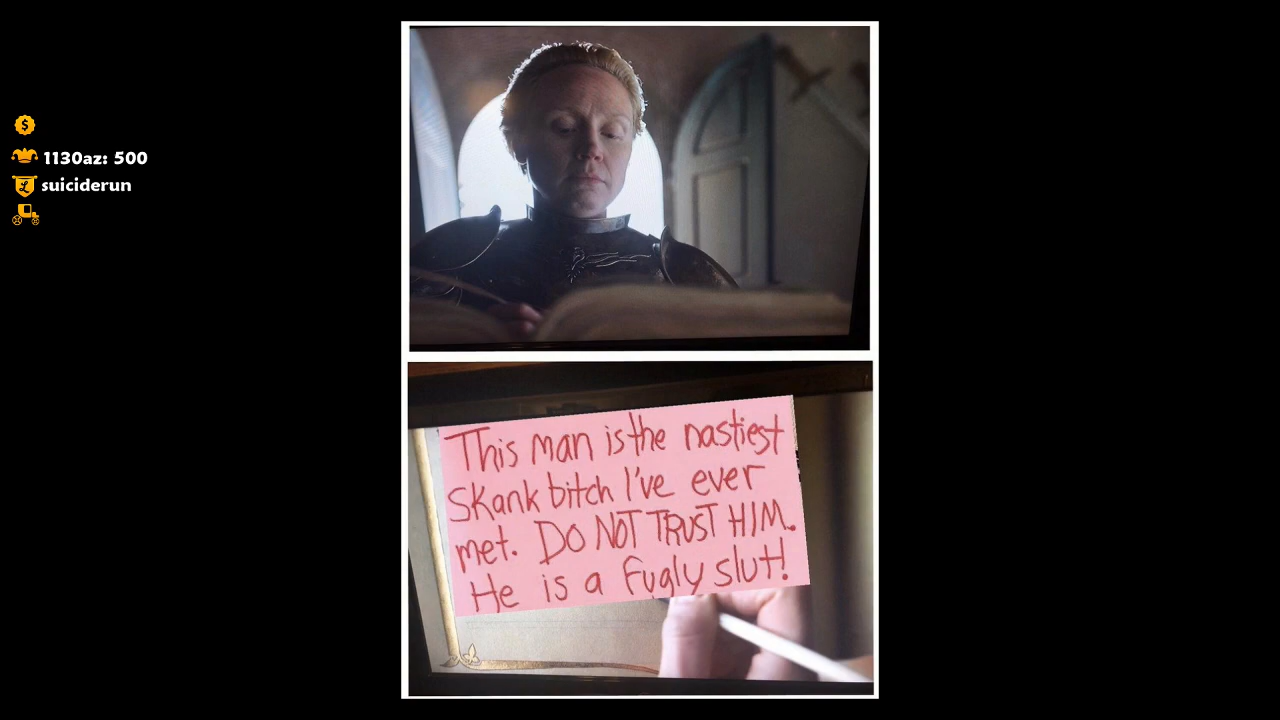 1130az: 500
suiciderun
This man is the nastiest
Skank bitch I've ever
met. DO NOT TRUST HIM.
He is a fugly slut!